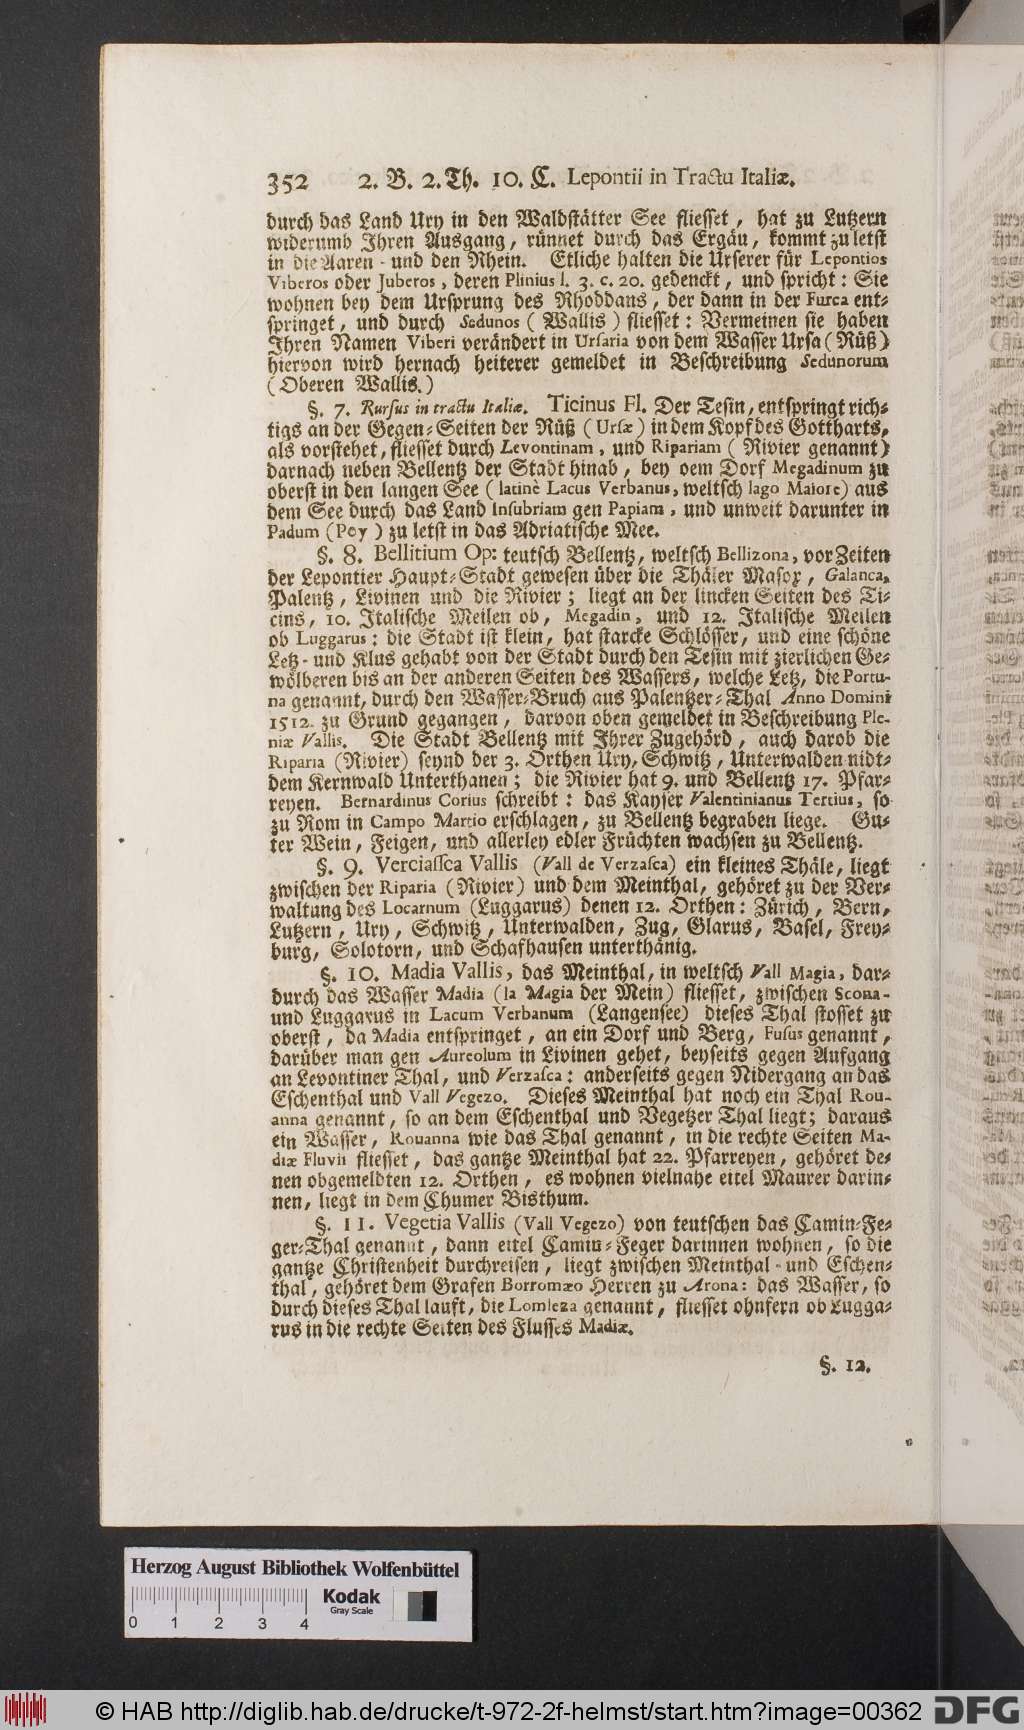 352 2. B. 2. Th. 10. C. Lepontii in Tractu Italiæ.
durch das Land Ury in den Waldstätter See fliesset, hat zu Lutzern
widerumb Ihren Ausgang, rünnet durch das Ergäu, kommt zu letst
in die Aaren - und den Rhein. Etliche halten die Urserer für Lepontios
Viberos oder Juberos, deren Plinius l. 3. c. 20. gedenckt, und spricht: Sie
wohnen bey dem Ursprung des Rhoddans, der dann in der Furca ent-
springet, und durch Sedunos (Wallis) fliesset: Vermeinen sie haben
Ihren Namen Viberi verändert in Ursaria von dem Wasser Ursa (Rüß)
hiervon wird hernach heiterer gemeldet in Beschreibung Sedunorum
(Oberen Wallis.)
§. 7. Rursus in tractu Italiæ. Ticinus Fl. Der Tesin, entspringt rich-
tigs an der Gegen-Seiten der Rüß (Ursæ) in dem Kopf des Gottharts,
als vorstehet, fliesset durch Levontinam, und Ripariam (Rivier genannt)
darnach neben Bellentz der Stadt hinab, bey oem Dorf Megadinum zu
oberst in den langen See (latinè Lacus Verbanus, weltsch lago Maiore) aus
dem See durch das Land Insubriam gen Papiam, und unweit darunter in
Padum (Pey) zu letst in das Adriatische Mee.
§. 8. Bellitium Op: teutsch Bellentz, weltsch Bellizona, vor Zeiten
der Lepontier Haupt-Stadt gewesen über die Thäler Masox, Galanca,
Palentz, Livinen und die Rivier; liegt an der lincken Seiten des Ti-
cins, 10. Italische Meilen ob, Megadin, und 12. Italische Meilen
ob Luggarus: die Stadt ist klein, hat starcke Schlösser, und eine schöne
Letz - und Klus gehabt von der Stadt durch den Tesin mit zierlichen Ge-
wölberen bis an der anderen Seiten des Wassers, welche Letz, die Portu-
na genannt, durch den Wasser-Bruch aus Palentzer-Thal Anno Domini
1512. zu Grund gegangen, darvon oben gemeldet in Beschreibung Ple-
niæ Vallis. Die Stadt Bellentz mit Ihrer Zugehörd, auch darob die
Riparia (Rivier) seynd der 3. Orthen Ury, Schwitz, Unterwalden nidt-
dem Kernwald Unterthanen; die Rivier hat 9. und Bellentz 17. Pfar-
reyen. Bernardinus Corius schreibt: das Kayser Valentinianus Tertius, so
zu Rom in Campo Martio erschlagen, zu Bellentz begraben liege. Gu-
ter Wein, Feigen, und allerley edler Früchten wachsen zu Bellentz.
§. 9. Verciassca Vallis (Vall de Verzasca) ein kleines Thäle, liegt
zwischen der Riparia (Rivier) und dem Meinthal, gehöret zu der Ver-
waltung des Locarnum (Luggarus) denen 12. Orthen: Zürich, Bern,
Lutzern, Ury, Schwitz, Unterwalden, Zug, Glarus, Basel, Frey-
burg, Solotorn, und Schafhausen unterthänig.
§. 10. Madia Vallis, das Meinthal, in weltsch Vall Magia, dar-
durch das Wasser Madia (la Magia der Mein) fliesset, zwischen Scona-
und Luggarus in Lacum Verbanum (Langensee) dieses Thal stosset zu
oberst, da Madia entspringet, an ein Dorf und Berg, Fusus genannt,
darüber man gen Aureolum in Livinen gehet, beyseits gegen Aufgang
an Levontiner Thal, und Verzasca: anderseits gegen Nidergang an das
Eschenthal und Vall Vegezo. Dieses Meinthal hat noch ein Thal Rou-
anna genannt, so an dem Eschenthal und Vegetzer Thal liegt; daraus
ein Wasser, Rouanna wie das Thal genannt, in die rechte Seiten Ma-
diæ Fluvii fliesset, das gantze Meinthal hat 22. Pfarreyen, gehöret de-
nen obgemeldten 12. Orthen, es wohnen vielnahe eitel Maurer darin-
nen, liegt in dem Chumer Bisthum.
§. 11. Vegetia Vallis (Vall Vegezo) von teutschen das Camin-Fe-
ger-Thal genannt, dann eitel Camin-Feger darinnen wohnen, so die
gantze Christenheit durchreisen, liegt zwischen Meinthal - und Eschen-
thal, gehöret dem Grafen Borromæo Herren zu Arona: das Wasser, so
durch dieses Thal lauft, die Lomleza genannt, fliesset ohnfern ob Lugga-
rus in die rechte Seiten des Flusses Madiæ.
§. 12.
Herzog August Bibliothek Wolfenbüttel
Kodak
Gray Scale
0 1 2 3 4
© HAB http://diglib.hab.de/drucke/t-972-2f-helmst/start.htm?image=00362
DFG